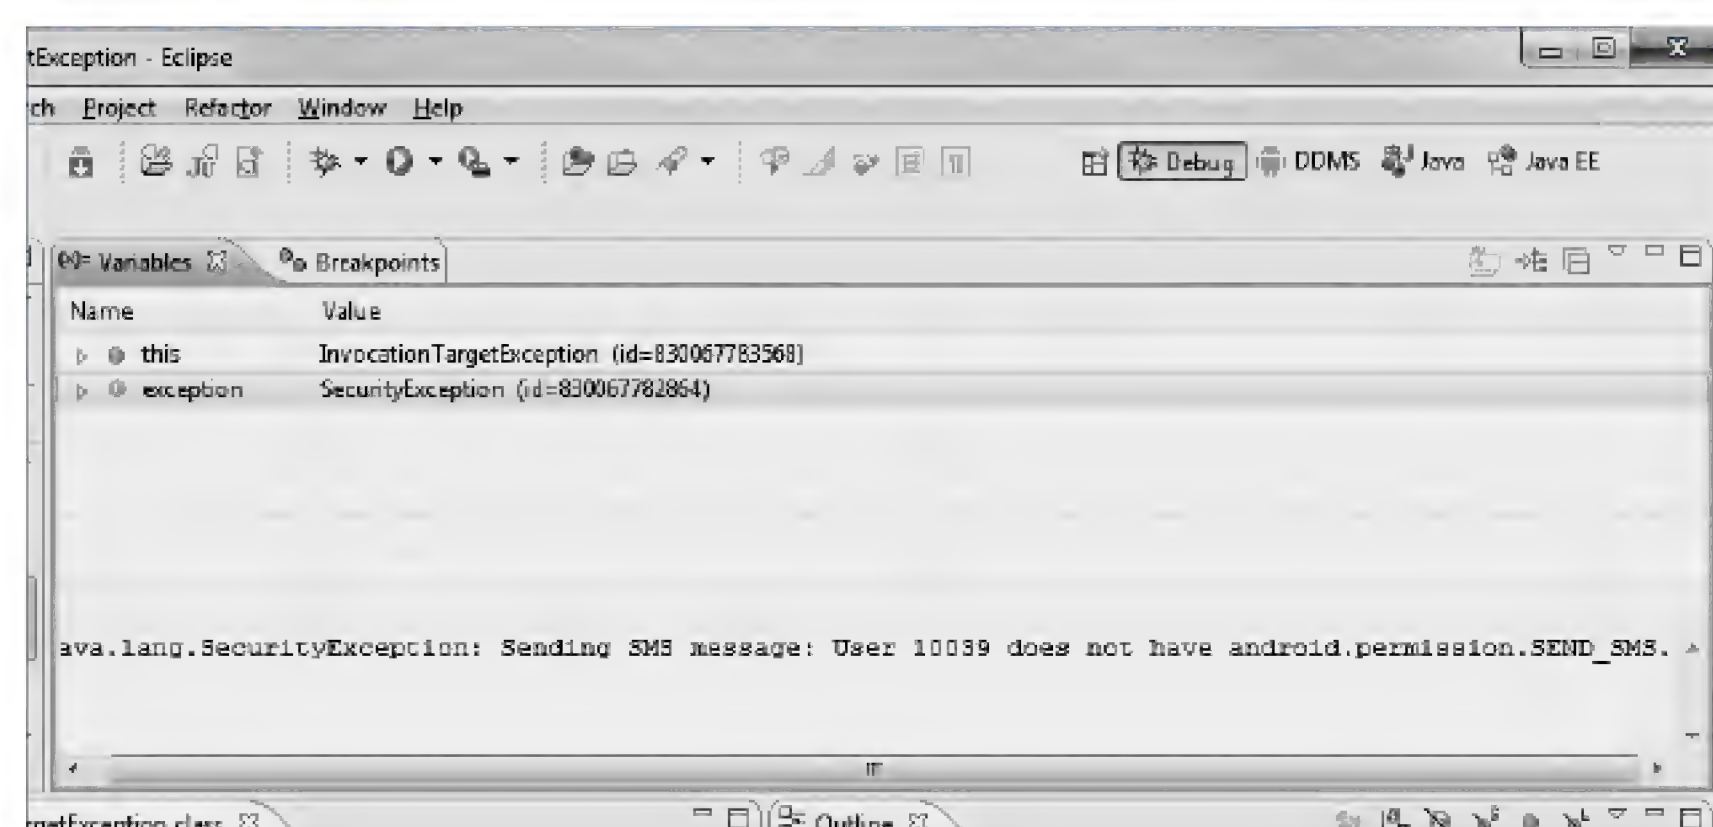 tException - Eclipse
ch Project Refactor Window Help
Debug DDMS Java Java EE
Variables Breakpoints
Name Value
this InvocationTargetException (id=830067783568)
exception SecurityException (id=830067782864)
ava.lang.SecurityException: Sending SMS message: User 10039 does not have android.permission.SEND_SMS.
rgetException.class Outline